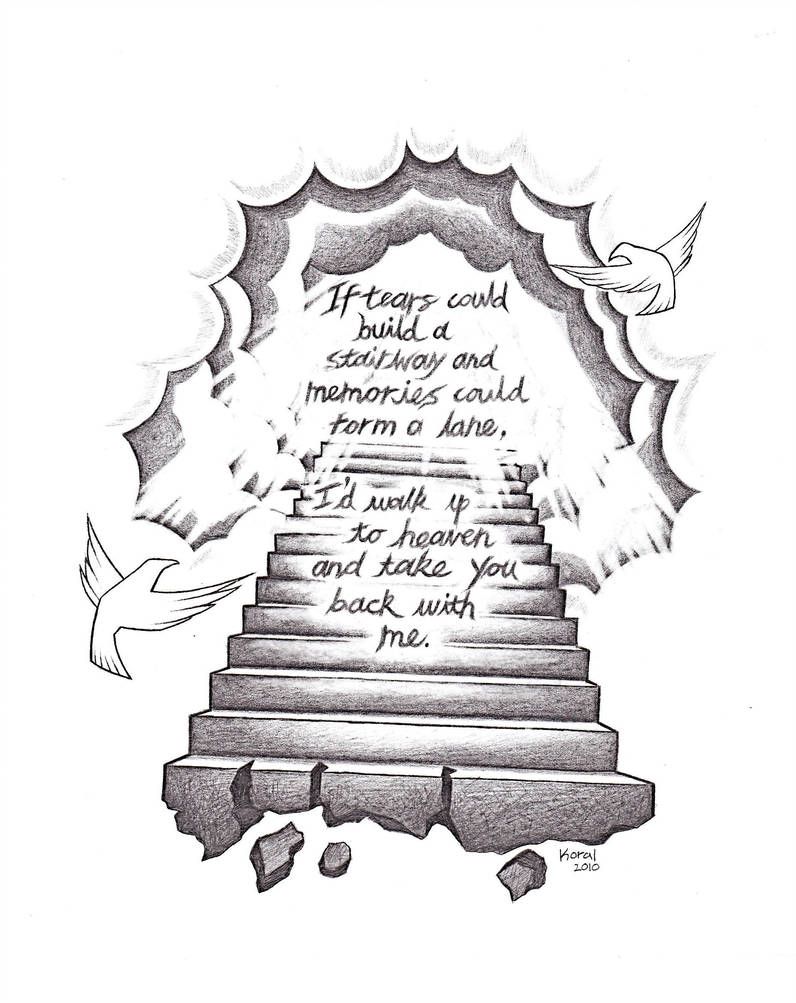 If tears could
build a
stairway and
memories could
form a lane,
I'd walk up
to heaven
and take you
back with
me.
Koral
2010